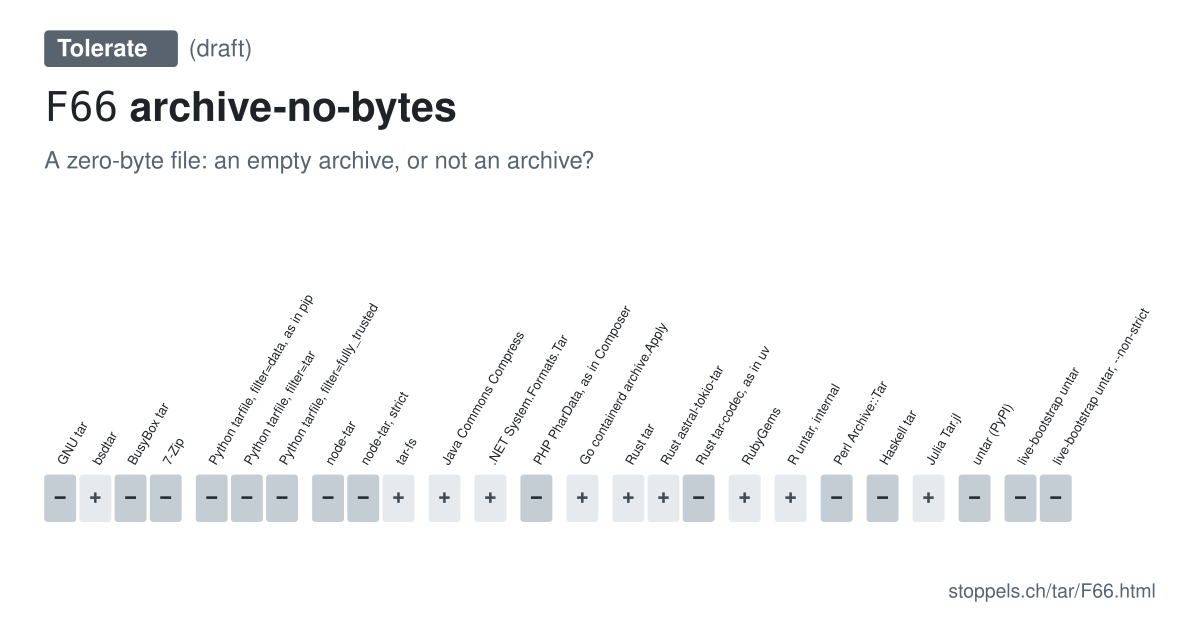 Tolerate (draft)
F66 archive-no-bytes
A zero-byte file: an empty archive, or not an archive?
GNU tar
bsdtar
BusyBox tar
7-Zip
Python tarfile, filter=data, as in pip
Python tarfile, filter=tar
Python tarfile, filter=fully_trusted
node-tar
node-tar, strict
tar-fs
Java Commons Compress
.NET System.Formats.Tar
PHP PharData, as in Composer
Go containerd archive.Apply
Rust tar
Rust astral-tokio-tar
Rust tar-codec, as in uv
RubyGems
R untar, internal
Perl Archive::Tar
Haskell tar
Julia Tar.jl
untar (PyPI)
live-bootstrap untar
live-bootstrap untar, --non-strict
− + − − − − − − − + + + − + + + − + + − − + − − −
stoppels.ch/tar/F66.html